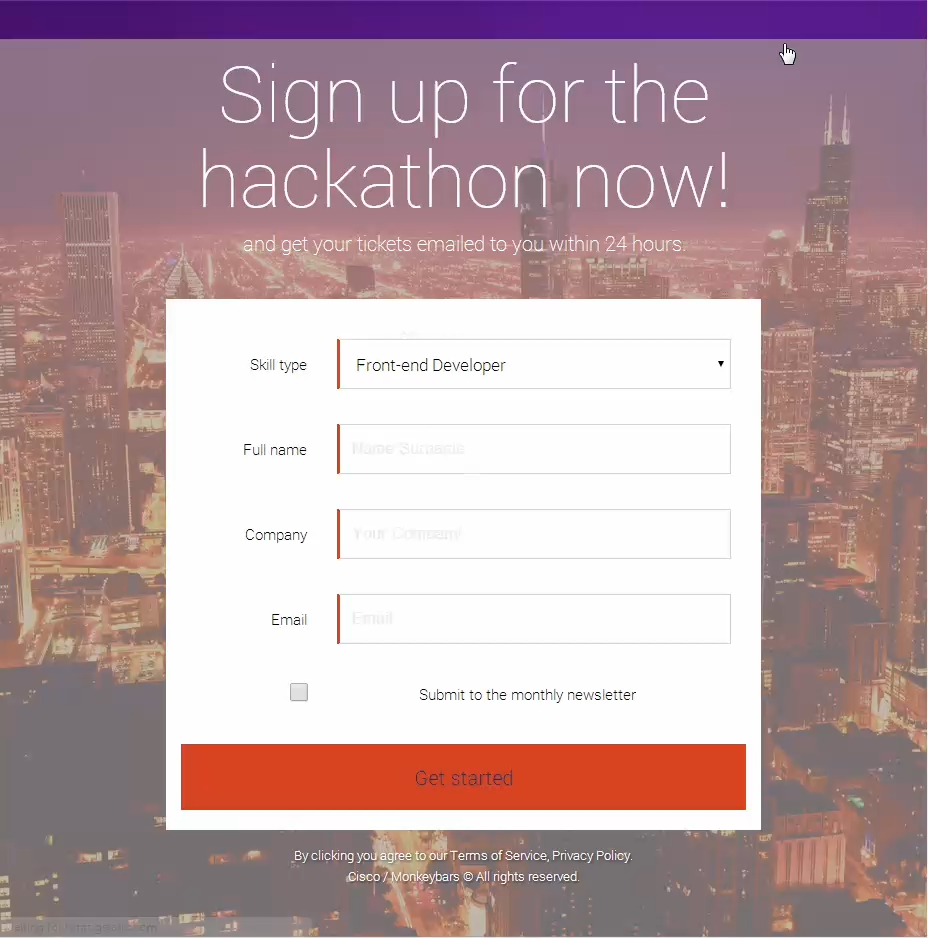 Sign up for the
hackathon now!
and get your tickets emailed to you within 24 hours.
Skill type
Front-end Developer
Full name
Name Surname
Company
Your Company
Email
Email
Submit to the monthly newsletter
Get started
By clicking you agree to our Terms of Service, Privacy Policy.
Cisco / Monkeybars © All rights reserved.